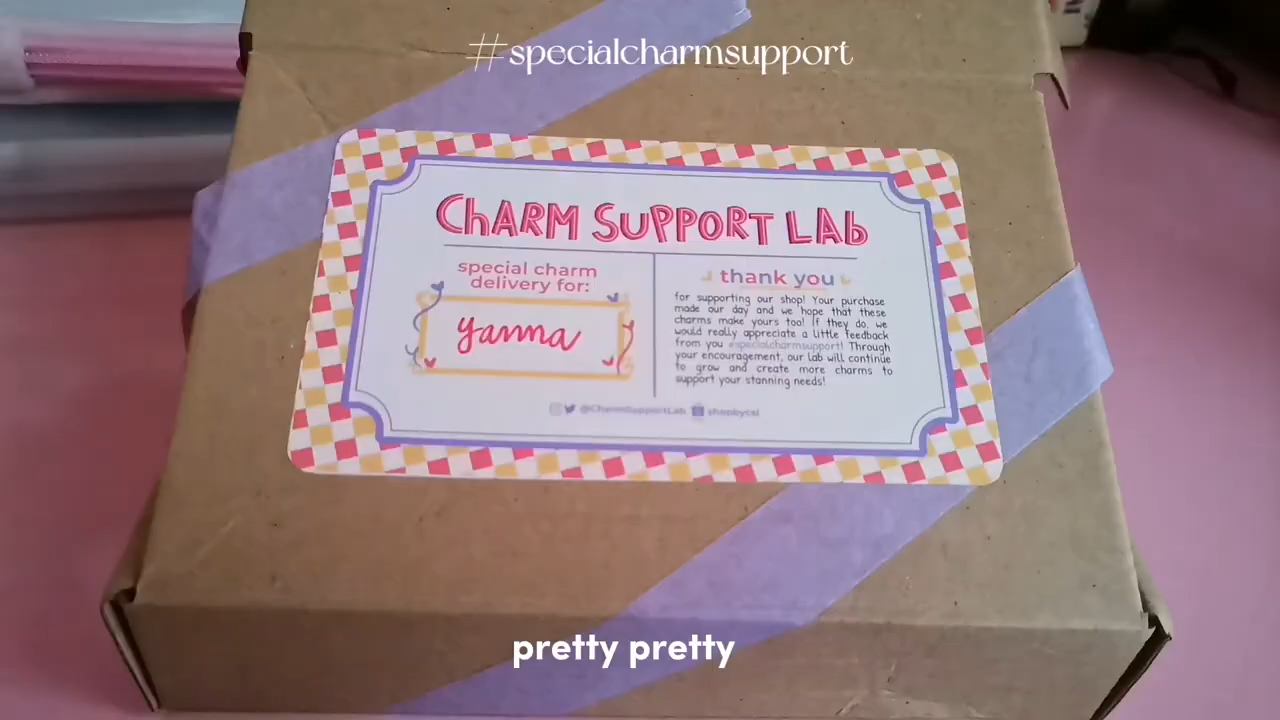 #specialcharmsupport
CHARM SUPPORT LAb
special charm
delivery for:
yanna
thank you
for supporting our shop! Your purchase
made our day and we hope that these
charms make yours too! If they do, we
would really appreciate a little feedback
from you #specialcharmsupport! Through
your encouragement, our lab will continue
to grow and create more charms to
support your stanning needs!
@CharmSupportLab shopbycsl
pretty pretty